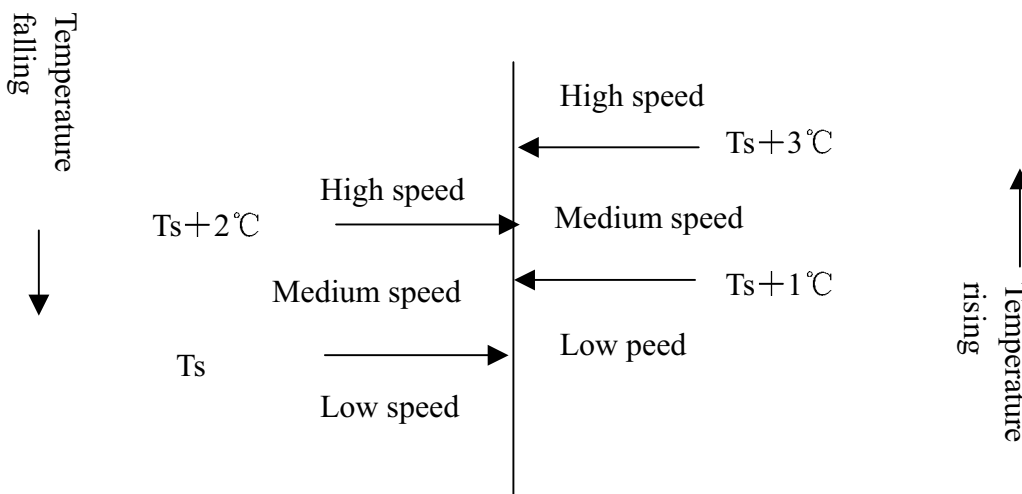 Temperature
falling
High speed
Ts+3℃
High speed
Ts+2℃
Medium speed
Medium speed
Ts+1℃
Low peed
Ts
Low speed
Temperature
rising